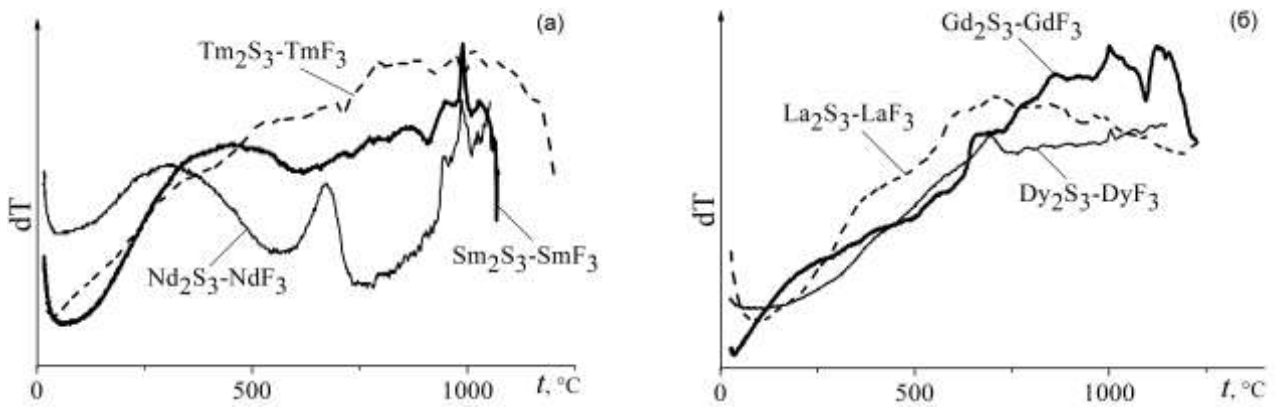 (а)
Tm2S3-TmF3
dT
Nd2S3-NdF3
Sm2S3-SmF3
0 500 1000 t, °C
(б)
Gd2S3-GdF3
La2S3-LaF3
dT
Dy2S3-DyF3
0 500 1000 t, °C